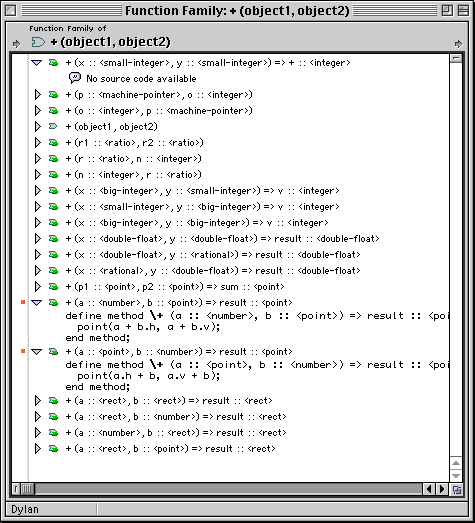 Function Family: + (object1, object2)
Function Family of
+ (object1, object2)
+ (x :: <small-integer>, y :: <small-integer>) => + :: <integer>
No source code available
+ (p :: <machine-pointer>, o :: <integer>)
+ (o :: <integer>, p :: <machine-pointer>)
+ (object1, object2)
+ (r1 :: <ratio>, r2 :: <ratio>)
+ (r :: <ratio>, n :: <integer>)
+ (n :: <integer>, r :: <ratio>)
+ (x :: <big-integer>, y :: <small-integer>) => v :: <integer>
+ (x :: <small-integer>, y :: <big-integer>) => v :: <integer>
+ (x :: <big-integer>, y :: <big-integer>) => v :: <integer>
+ (x :: <double-float>, y :: <double-float>) => result :: <double-float>
+ (x :: <double-float>, y :: <rational>) => result :: <double-float>
+ (x :: <rational>, y :: <double-float>) => result :: <double-float>
+ (p1 :: <point>, p2 :: <point>) => sum :: <point>
+ (a :: <number>, b :: <point>) => result :: <point>
define method \+ (a :: <number>, b :: <point>) => result :: <poi
point(a + b.h, a + b.v);
end method;
+ (a :: <point>, b :: <number>) => result :: <point>
define method \+ (a :: <point>, b :: <number>) => result :: <poi
point(a.h + b, a.v + b);
end method;
+ (a :: <rect>, b :: <rect>) => result :: <rect>
+ (a :: <rect>, b :: <number>) => result :: <rect>
+ (a :: <number>, b :: <rect>) => result :: <rect>
+ (a :: <rect>, b :: <point>) => result :: <rect>
Dylan